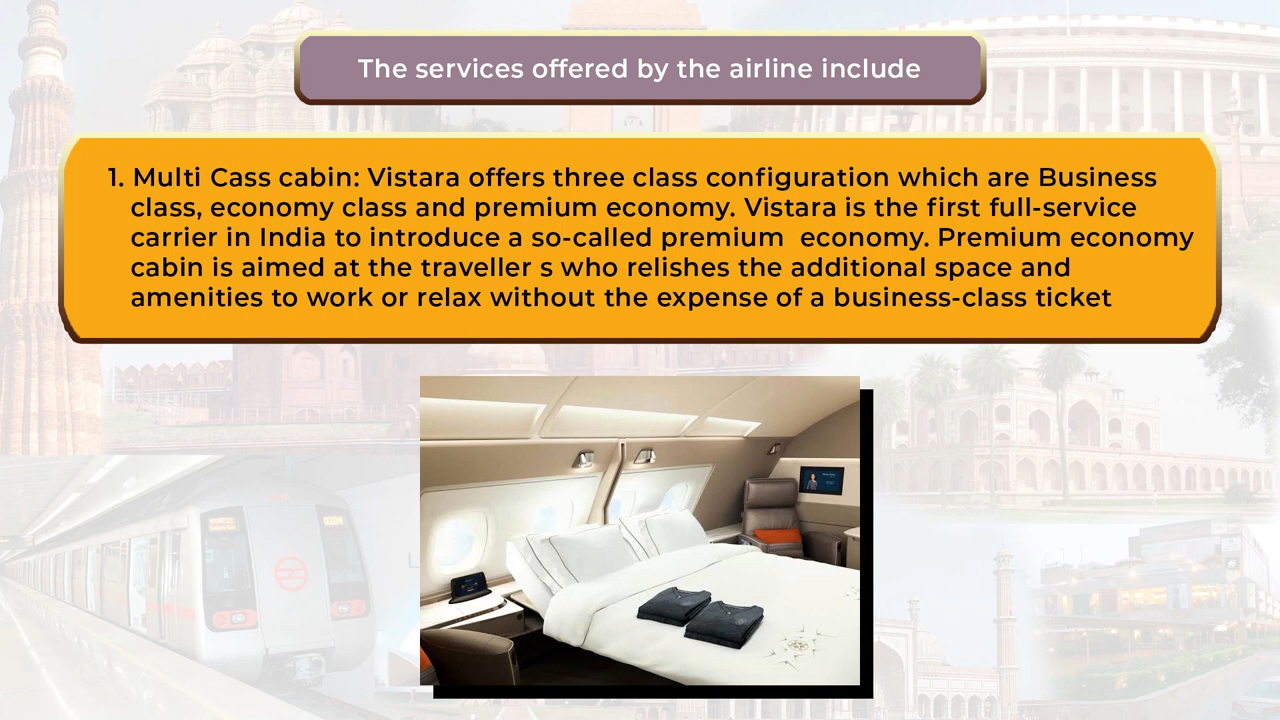 The services offered by the airline include
1. Multi Cass cabin: Vistara offers three class configuration which are Business
class, economy class and premium economy. Vistara is the first full-service
carrier in India to introduce a so-called premium  economy. Premium economy
cabin is aimed at the traveller s who relishes the additional space and
amenities to work or relax without the expense of a business-class ticket